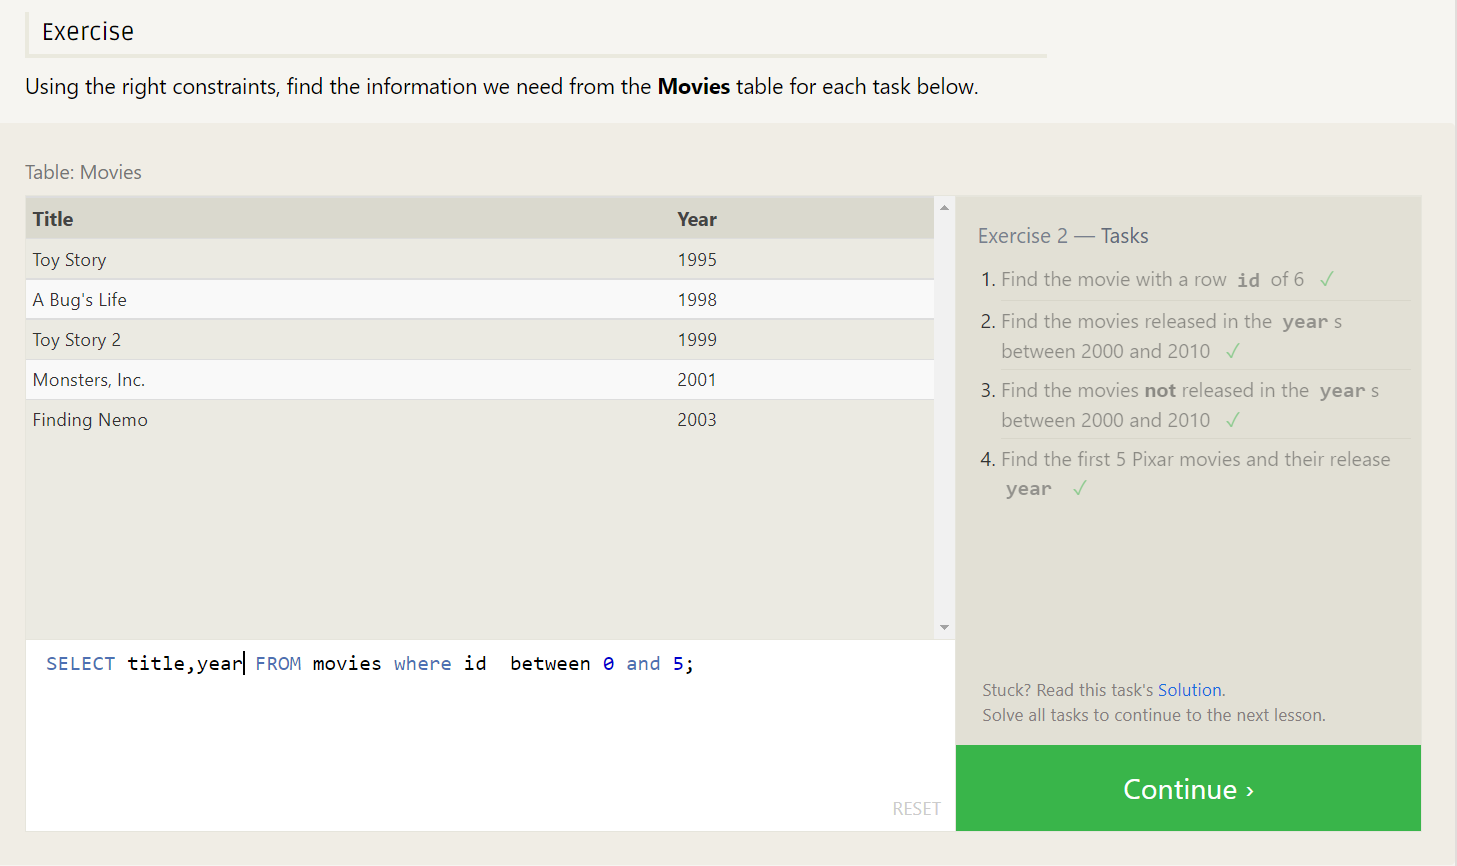 Exercise
Using the right constraints, find the information we need from the Movies table for each task below.
Table: Movies
Title Year
Toy Story 1995
A Bug's Life 1998
Toy Story 2 1999
Monsters, Inc. 2001
Finding Nemo 2003
SELECT title,year FROM movies where id  between 0 and 5;
RESET
Exercise 2 — Tasks
1. Find the movie with a row id of 6 ✓
2. Find the movies released in the year s
between 2000 and 2010 ✓
3. Find the movies not released in the year s
between 2000 and 2010 ✓
4. Find the first 5 Pixar movies and their release
year ✓
Stuck? Read this task's Solution.
Solve all tasks to continue to the next lesson.
Continue ›